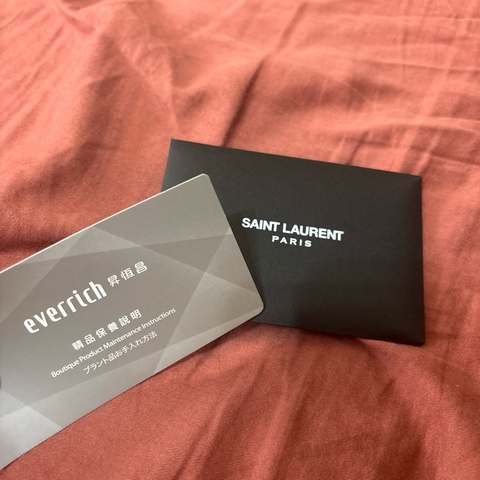 SAINT LAURENT
PARIS
everrich 昇恆昌
精品保養說明
Boutique Product Maintenance Instructions
ブランド品お手入れ方法